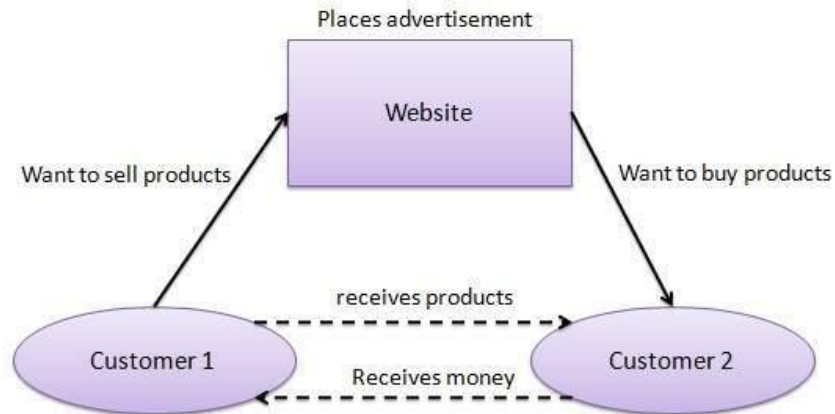 Places advertisement
Website
Want to sell products
Want to buy products
receives products
Customer 1
Customer 2
Receives money